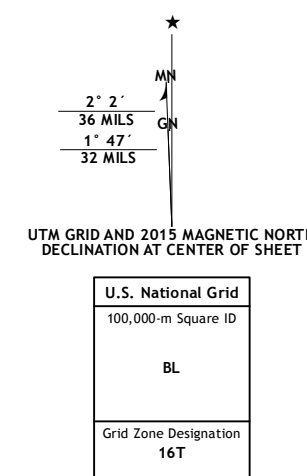 ★
MN
2° 2´
36 MILS
GN
1° 47´
32 MILS
UTM GRID AND 2015 MAGNETIC NORT
DECLINATION AT CENTER OF SHEET
U.S. National Grid
100,000-m Square ID
BL
Grid Zone Designation
16T